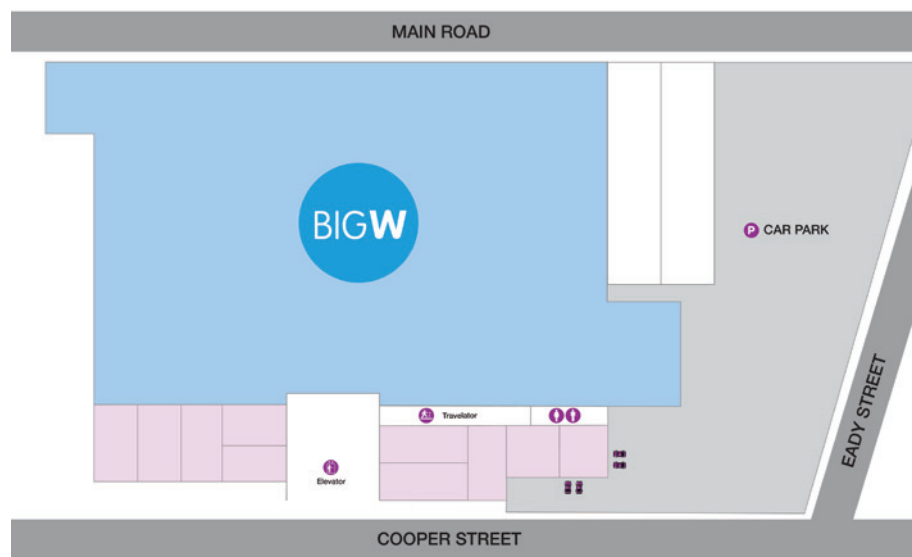 MAIN ROAD
BIGW
P CAR PARK
Travelator
Elevator
EADY STREET
COOPER STREET